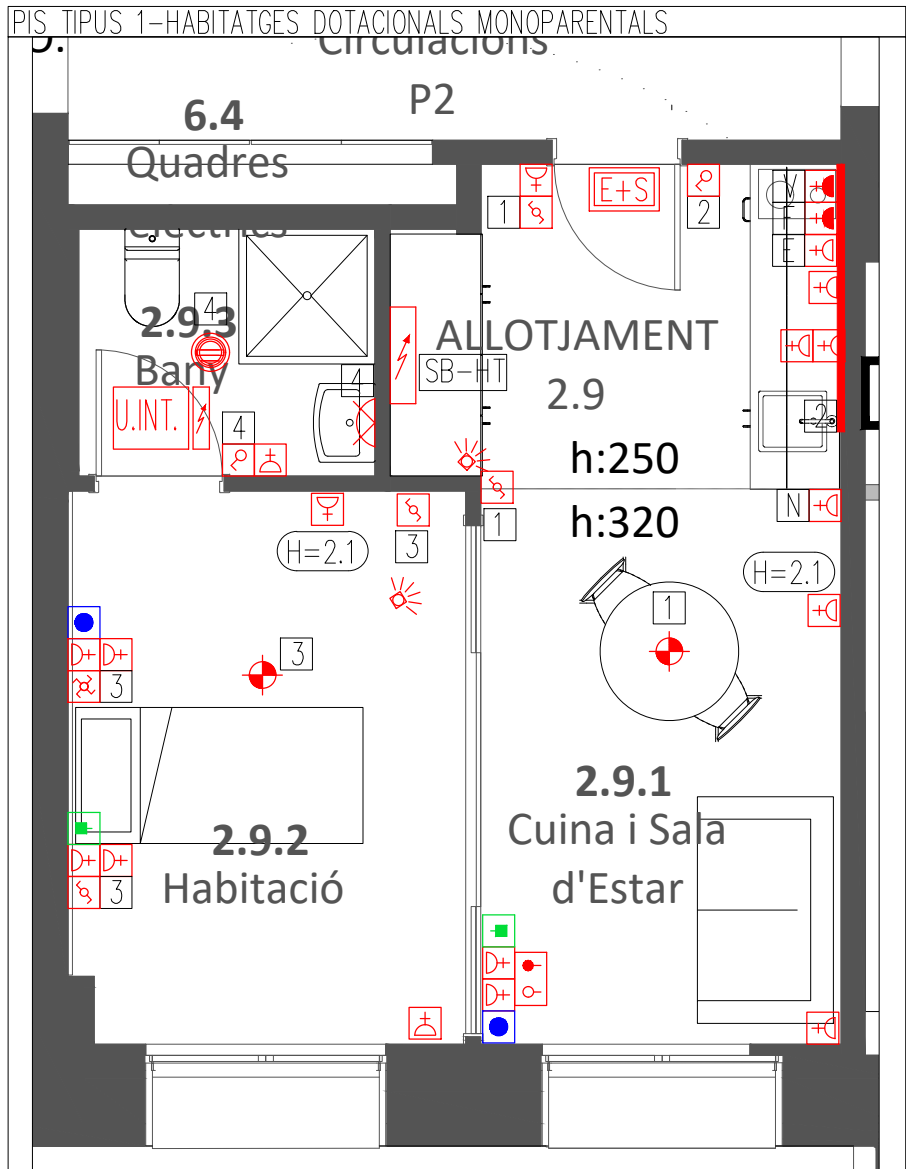 PIS TIPUS 1-HABITATGES DOTACIONALS MONOPARENTALS
Circulacions
P2
6.4
Quadres
elèctrics
E+S
1
2
V
F
E
2.9.3
Bany
4
4
4
U.INT.
SB-HT
ALLOTJAMENT
2.9
2
h:250
h:320
N
1
3
H=2.1
H=2.1
1
3
3
2.9.1
Cuina i Sala
d'Estar
2.9.2
Habitació
3